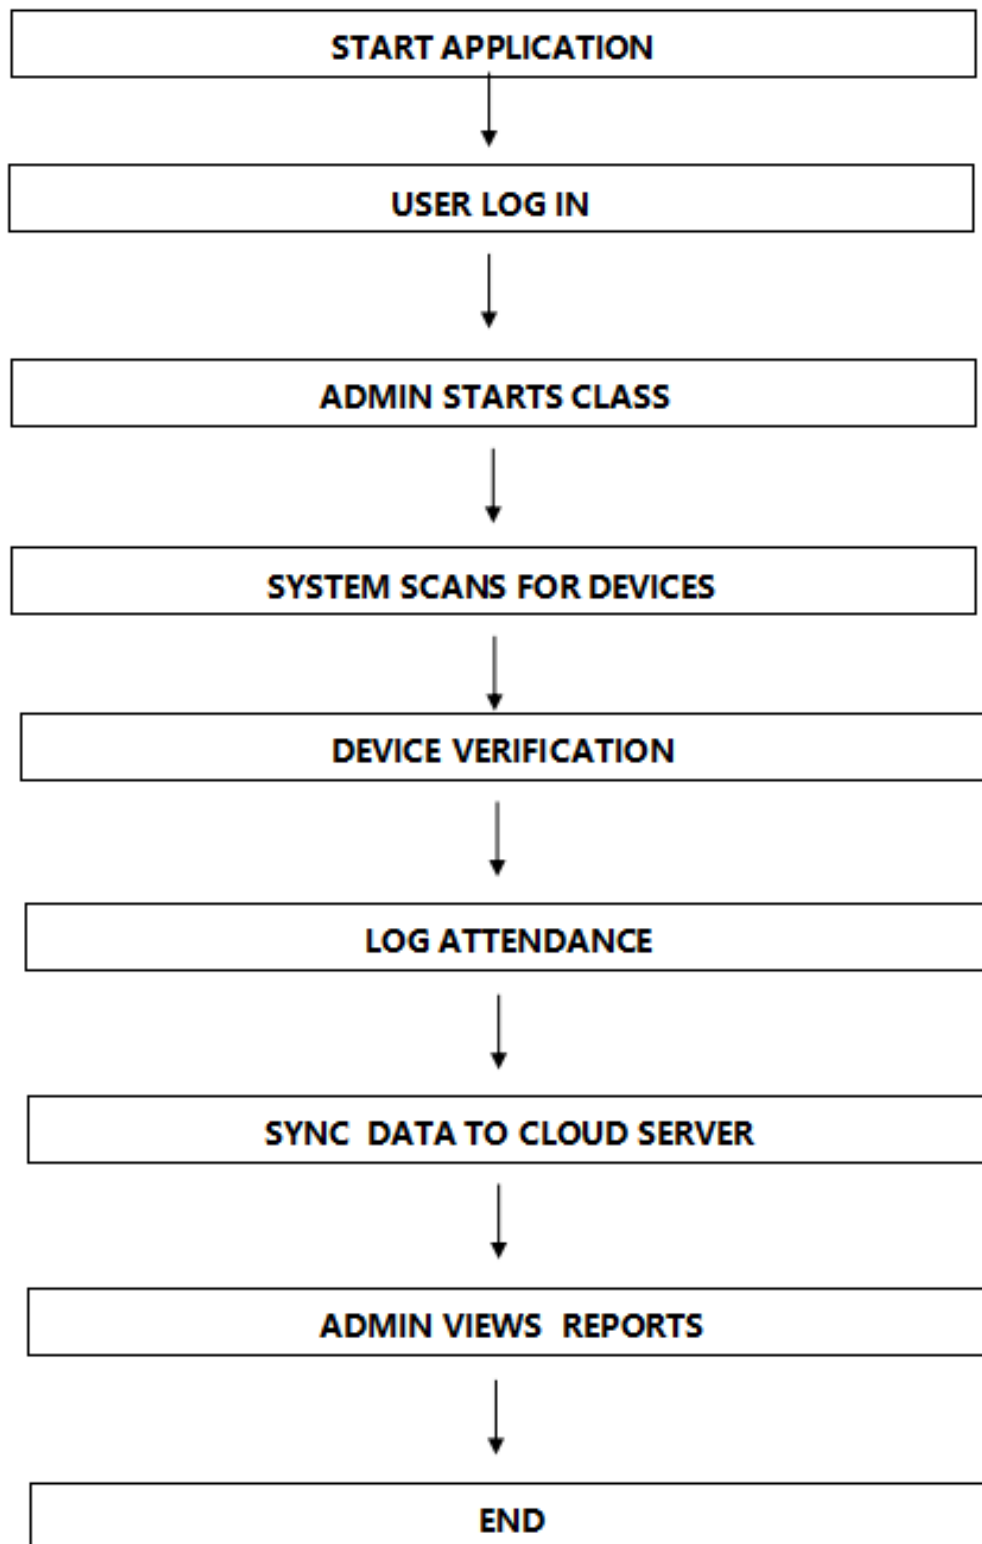 START APPLICATION
USER LOG IN
ADMIN STARTS CLASS
SYSTEM SCANS FOR DEVICES
DEVICE VERIFICATION
LOG ATTENDANCE
SYNC  DATA TO CLOUD SERVER
ADMIN VIEWS  REPORTS
END